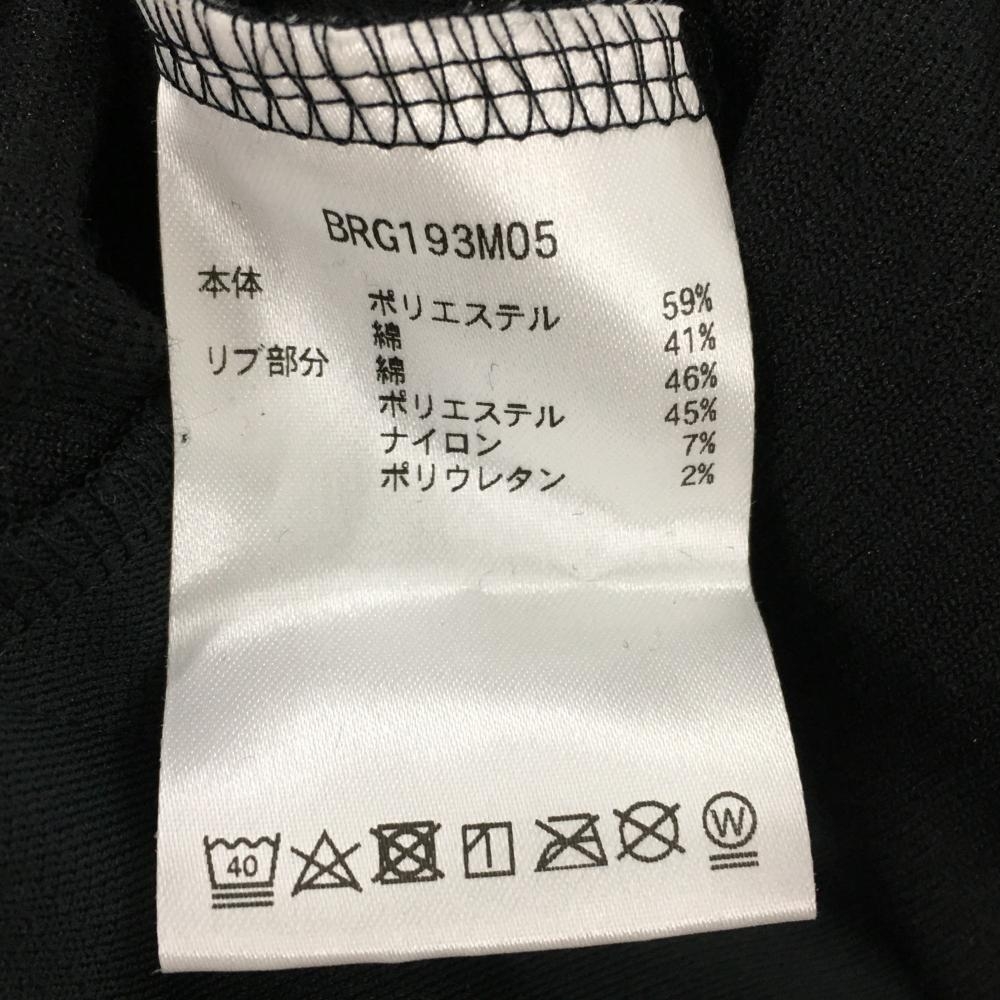 BRG193M05
本体 ポリエステル 59%
綿 41%
リブ部分 綿 46%
ポリエステル 45%
ナイロン 7%
ポリウレタン 2%
40 W